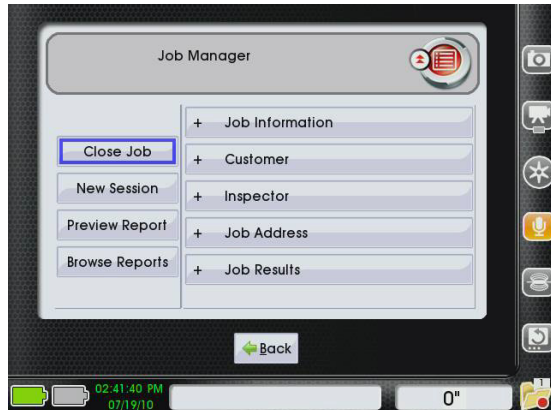 Job Manager
+ Job Information
Close Job
+ Customer
New Session
+ Inspector
Preview Report
+ Job Address
Browse Reports
+ Job Results
Back
02:41:40 PM
07/19/10
0"
1